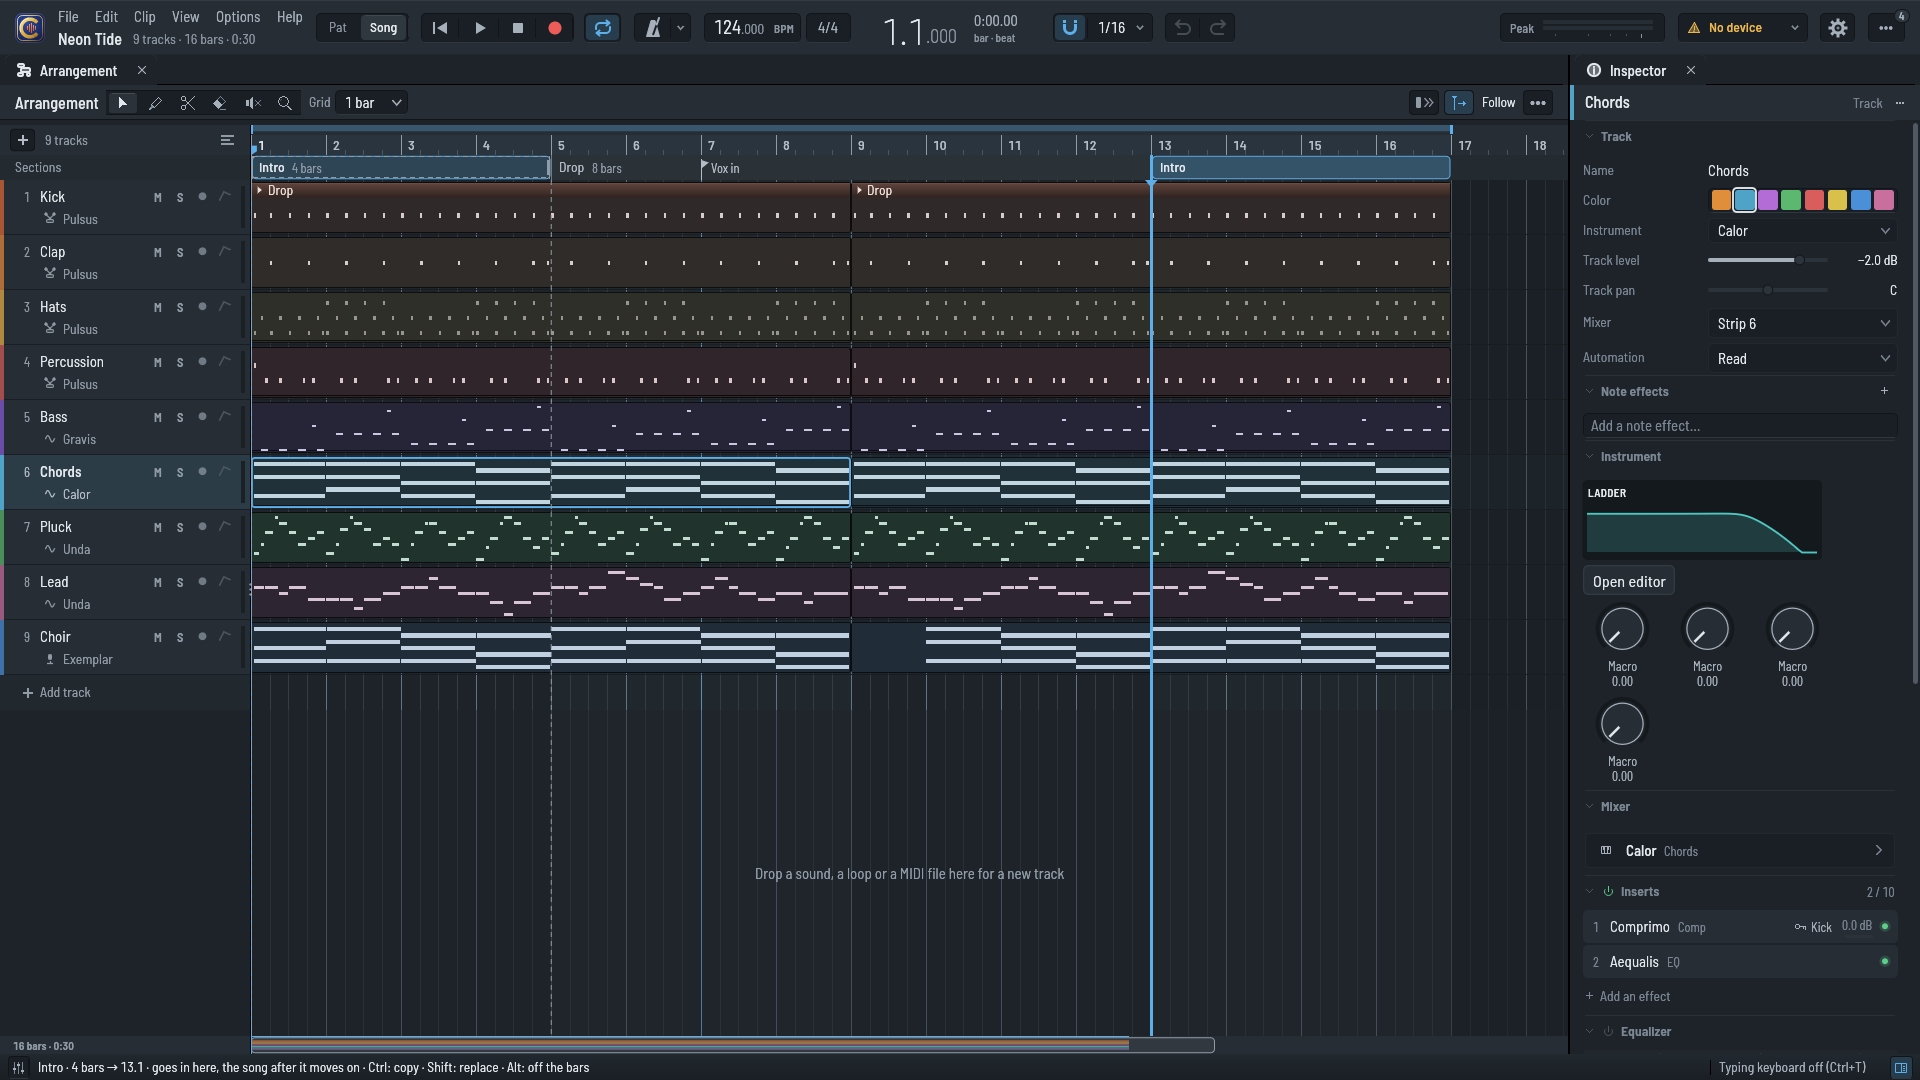 File Edit Clip View Options Help
Neon Tide 9 tracks · 16 bars · 0:30
Pat Song
124.000 BPM 4/4
1.1.000
0:00.00
bar · beat
1/16
Peak
No device
4
Arrangement
Inspector
Arrangement
Grid 1 bar
Follow
Chords Track
9 tracks
1 2 3 4 5 6 7 8 9 10 11 12 13 14 15 16 17 18
Sections
Intro 4 bars
Drop 8 bars
Vox in
Intro
1 Kick M S
Pulsus
Drop
Drop
2 Clap M S
Pulsus
3 Hats M S
Pulsus
4 Percussion M S
Pulsus
5 Bass M S
Gravis
6 Chords M S
Calor
7 Pluck M S
Unda
8 Lead M S
Unda
9 Choir M S
Exemplar
Add track
Drop a sound, a loop or a MIDI file here for a new track
Track
Name Chords
Color
Instrument Calor
Track level −2.0 dB
Track pan C
Mixer Strip 6
Automation Read
Note effects
Add a note effect...
Instrument
LADDER
Open editor
Macro Macro Macro
0.00 0.00 0.00
Macro
0.00
Mixer
Calor Chords
Inserts 2 / 10
1 Comprimo Comp Kick 0.0 dB
2 Aequalis EQ
+ Add an effect
Equalizer
16 bars · 0:30
Intro · 4 bars → 13.1 · goes in here, the song after it moves on · Ctrl: copy · Shift: replace · Alt: off the bars
Typing keyboard off (Ctrl+T)